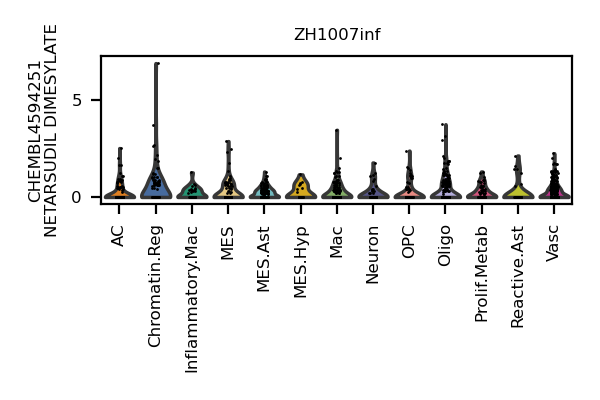 ZH1007inf
CHEMBL4594251
NETARSUDIL DIMESYLATE
5
0
AC
Chromatin.Reg
Inflammatory.Mac
MES
MES.Ast
MES.Hyp
Mac
Neuron
OPC
Oligo
Prolif.Metab
Reactive.Ast
Vasc